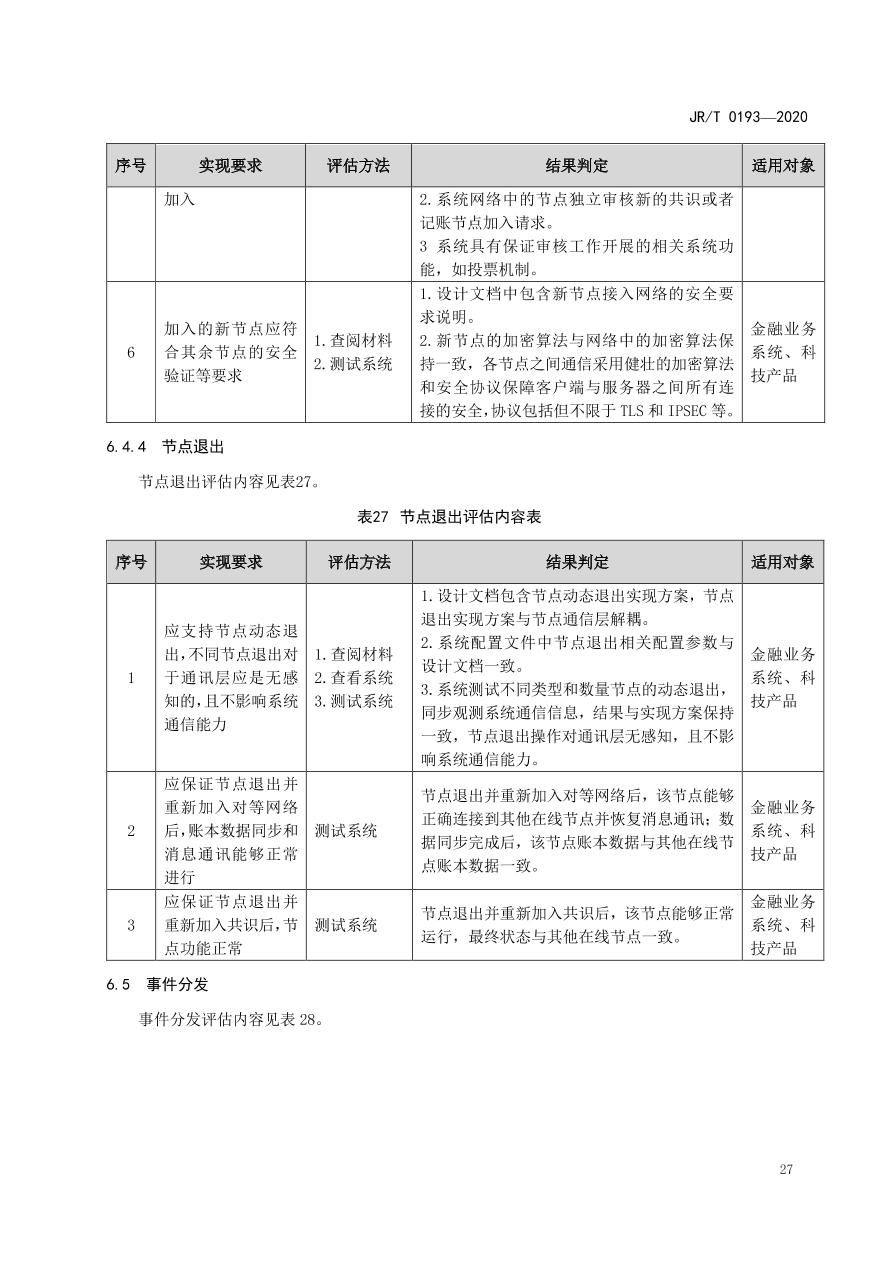 JR/T 0193—2020
序号 实现要求 评估方法 结果判定 适用对象
加入
2.系统网络中的节点独立审核新的共识或者
记账节点加入请求。
3 系统具有保证审核工作开展的相关系统功
能，如投票机制。
6
加入的新节点应符
合其余节点的安全
验证等要求
1.查阅材料
2.测试系统
1.设计文档中包含新节点接入网络的安全要
求说明。
2.新节点的加密算法与网络中的加密算法保
持一致，各节点之间通信采用健壮的加密算法
和安全协议保障客户端与服务器之间所有连
接的安全，协议包括但不限于 TLS 和 IPSEC 等。
金融业务
系统、科
技产品
6.4.4 节点退出
节点退出评估内容见表27。
表27 节点退出评估内容表
序号 实现要求 评估方法 结果判定 适用对象
1
应支持节点动态退
出，不同节点退出对
于通讯层应是无感
知的，且不影响系统
通信能力
1.查阅材料
2.查看系统
3.测试系统
1.设计文档包含节点动态退出实现方案，节点
退出实现方案与节点通信层解耦。
2.系统配置文件中节点退出相关配置参数与
设计文档一致。
3.系统测试不同类型和数量节点的动态退出，
同步观测系统通信信息，结果与实现方案保持
一致，节点退出操作对通讯层无感知，且不影
响系统通信能力。
金融业务
系统、科
技产品
2
应保证节点退出并
重新加入对等网络
后，账本数据同步和
消息通讯能够正常
进行
测试系统
节点退出并重新加入对等网络后，该节点能够
正确连接到其他在线节点并恢复消息通讯；数
据同步完成后，该节点账本数据与其他在线节
点账本数据一致。
金融业务
系统、科
技产品
3
应保证节点退出并
重新加入共识后，节
点功能正常
测试系统
节点退出并重新加入共识后，该节点能够正常
运行，最终状态与其他在线节点一致。
金融业务
系统、科
技产品
6.5 事件分发
事件分发评估内容见表 28。
27